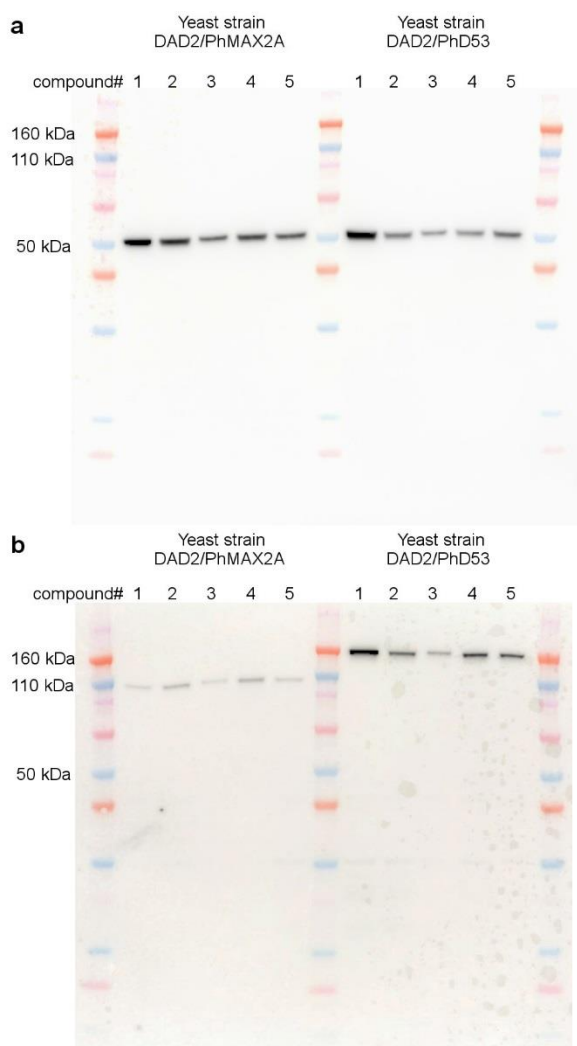 a
Yeast strain Yeast strain
DAD2/PhMAX2A DAD2/PhD53
compound# 1 2 3 4 5 1 2 3 4 5
160 kDa
110 kDa
50 kDa
b
Yeast strain Yeast strain
DAD2/PhMAX2A DAD2/PhD53
compound# 1 2 3 4 5 1 2 3 4 5
160 kDa
110 kDa
50 kDa